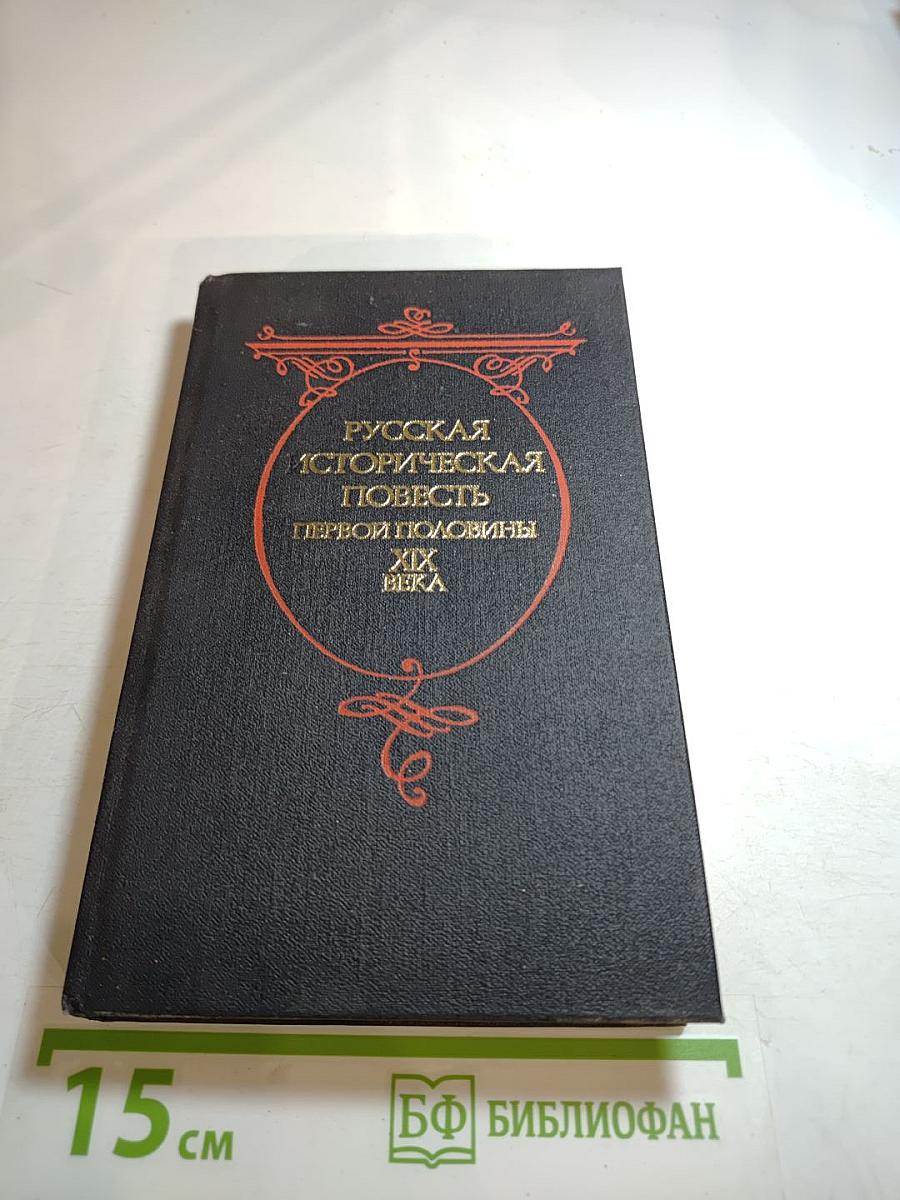 РУССКАЯ
ИСТОРИЧЕСКАЯ
ПОВЕСТЬ
ПЕРВОЙ ПОЛОВИНЫ
XIX
ВЕКА
15 см
БФ БИБЛИОФАН